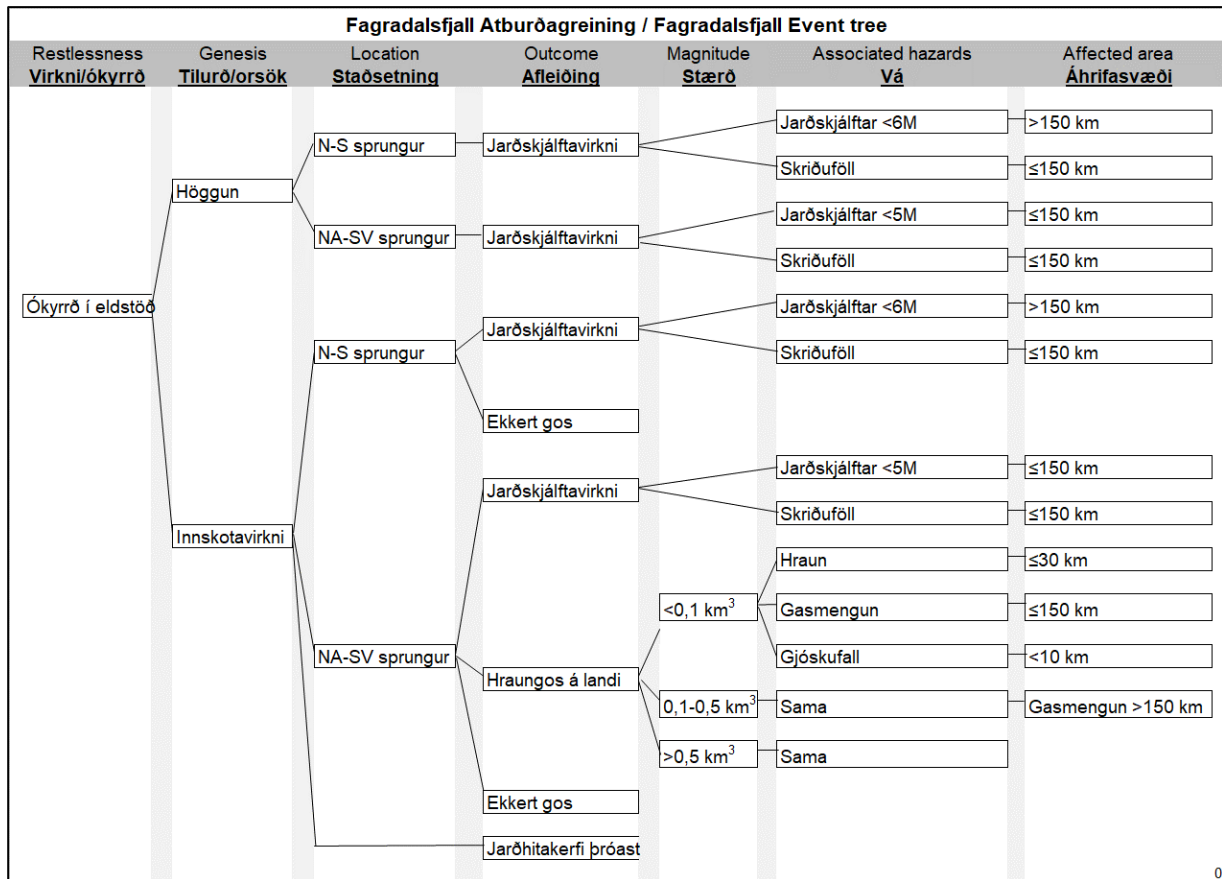 Fagradalsfjall Atburðagreining / Fagradalsfjall Event tree
Restlessness Genesis Location Outcome Magnitude Associated hazards Affected area
Virkni/ókyrrð Tilurð/orsök Staðsetning Afleiðing Stærð Vá Áhrifasvæði
Jarðskjálftar <6M >150 km
N-S sprungur Jarðskjálftavirkni
Skriðuföll ≤150 km
Höggun
Jarðskjálftar <5M ≤150 km
NA-SV sprungur Jarðskjálftavirkni
Skriðuföll ≤150 km
Ókyrrð í eldstöð
Jarðskjálftar <6M >150 km
Jarðskjálftavirkni
N-S sprungur Skriðuföll ≤150 km
Ekkert gos
Jarðskjálftar <5M ≤150 km
Jarðskjálftavirkni
Skriðuföll ≤150 km
Innskotavirkni
Hraun ≤30 km
<0,1 km³ Gasmengun ≤150 km
NA-SV sprungur Gjóskufall <10 km
Hraungos á landi
0,1-0,5 km³ Sama Gasmengun >150 km
>0,5 km³ Sama
Ekkert gos
Jarðhitakerfi þróast
0